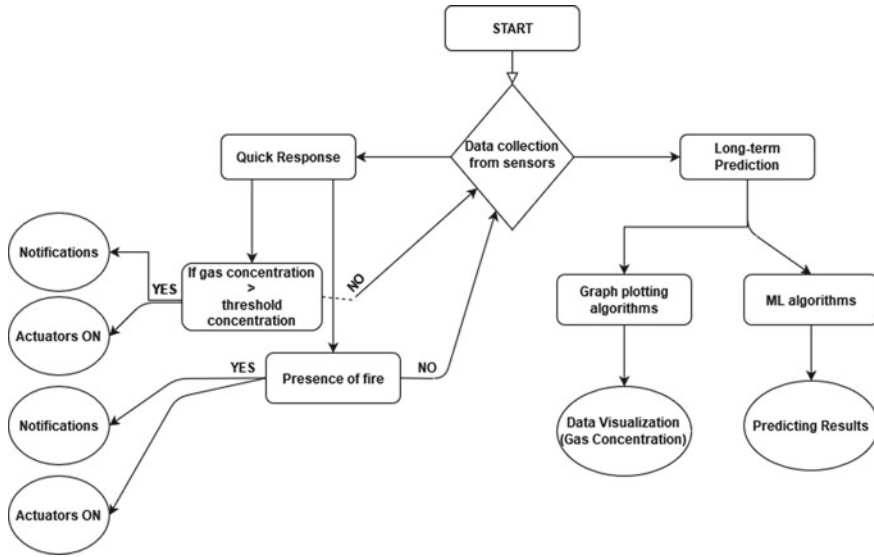 START
Data collection
from sensors
Quick Response
Long-term
Prediction
Notifications
YES
If gas concentration
>
threshold
concentration
NO
Graph plotting
algorithms
ML algorithms
Actuators ON
YES
Presence of fire
NO
Notifications
Data Visualization
(Gas Concentration)
Predicting Results
Actuators ON